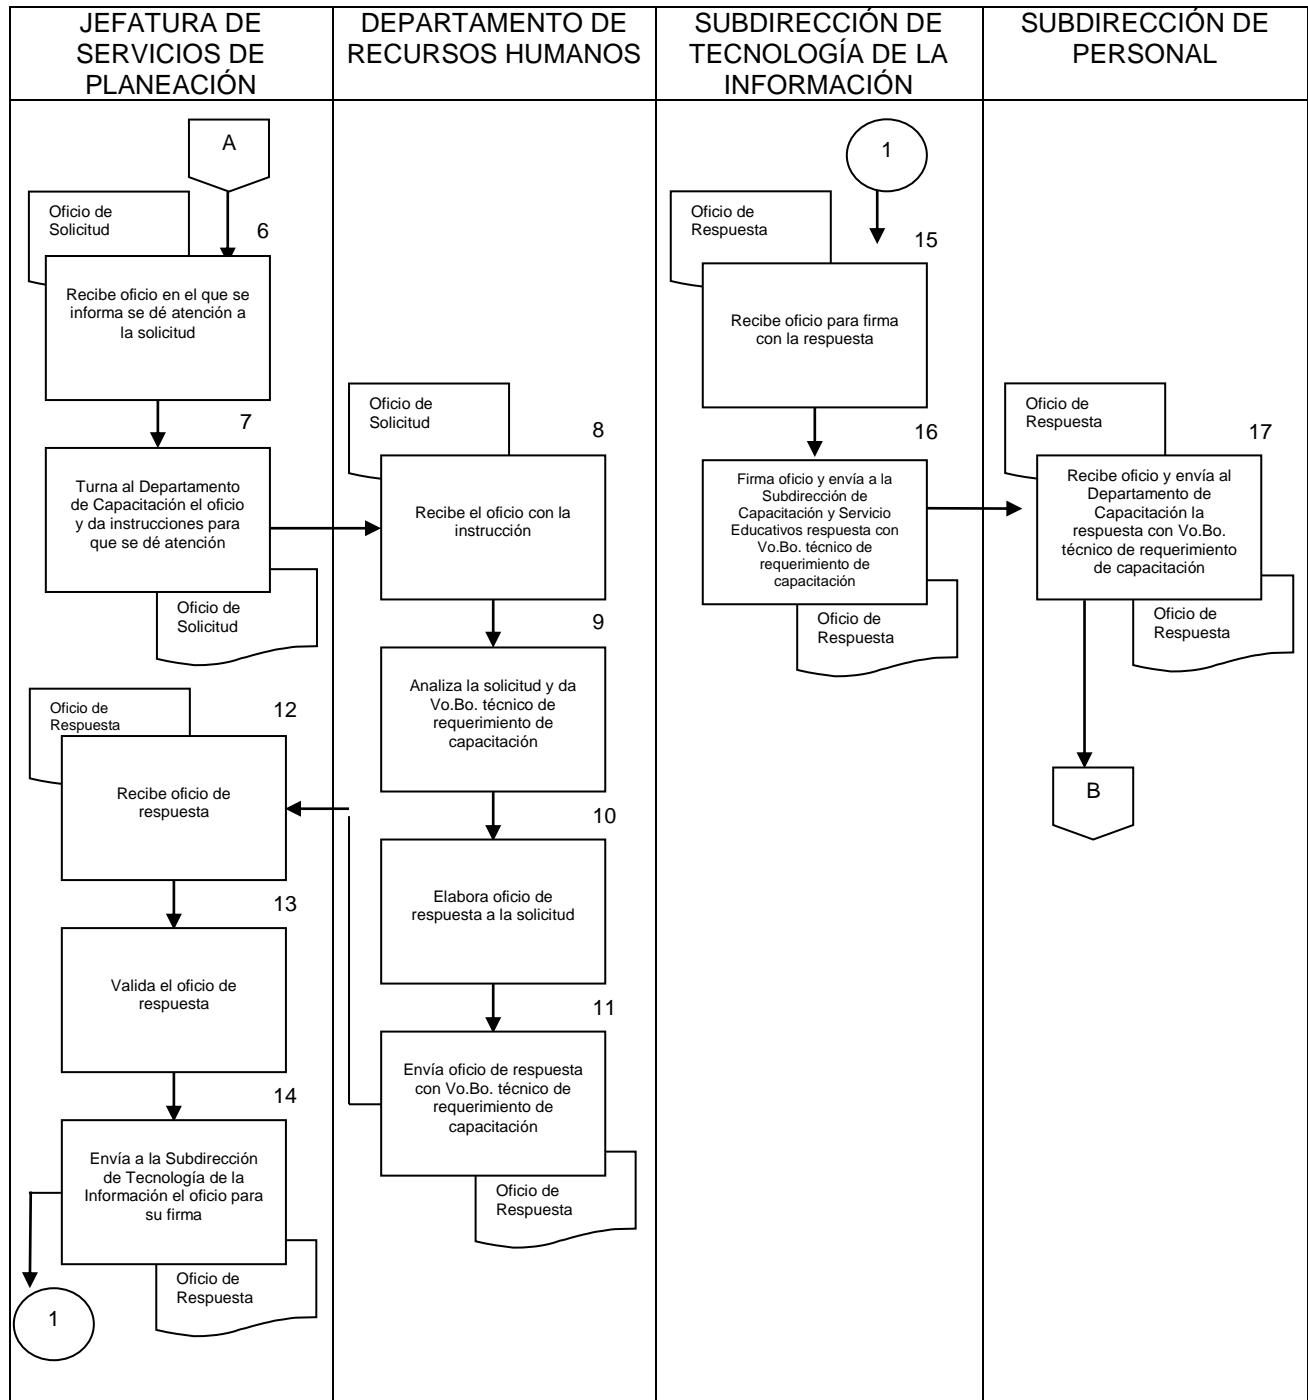 JEFATURA DE
SERVICIOS DE
PLANEACIÓN
DEPARTAMENTO DE
RECURSOS HUMANOS
SUBDIRECCIÓN DE
TECNOLOGÍA DE LA
INFORMACIÓN
SUBDIRECCIÓN DE
PERSONAL
A
Oficio de
Solicitud
6
Recibe oficio en el que se
informa se dé atención a
la solicitud
7
Turna al Departamento
de Capacitación el oficio
y da instrucciones para
que se dé atención
Oficio de
Solicitud
Oficio de
Solicitud
8
Recibe el oficio con la
instrucción
9
Analiza la solicitud y da
Vo.Bo. técnico de
requerimiento de
capacitación
10
Elabora oficio de
respuesta a la solicitud
11
Envía oficio de respuesta
con Vo.Bo. técnico de
requerimiento de
capacitación
Oficio de
Respuesta
Oficio de
Respuesta
12
Recibe oficio de
respuesta
13
Valida el oficio de
respuesta
14
Envía a la Subdirección
de Tecnología de la
Información el oficio para
su firma
Oficio de
Respuesta
1
1
Oficio de
Respuesta
15
Recibe oficio para firma
con la respuesta
16
Firma oficio y envía a la
Subdirección de
Capacitación y Servicio
Educativos respuesta con
Vo.Bo. técnico de
requerimiento de
capacitación
Oficio de
Respuesta
Oficio de
Respuesta
17
Recibe oficio y envía al
Departamento de
Capacitación la
respuesta con Vo.Bo.
técnico de requerimiento
de capacitación
Oficio de
Respuesta
B